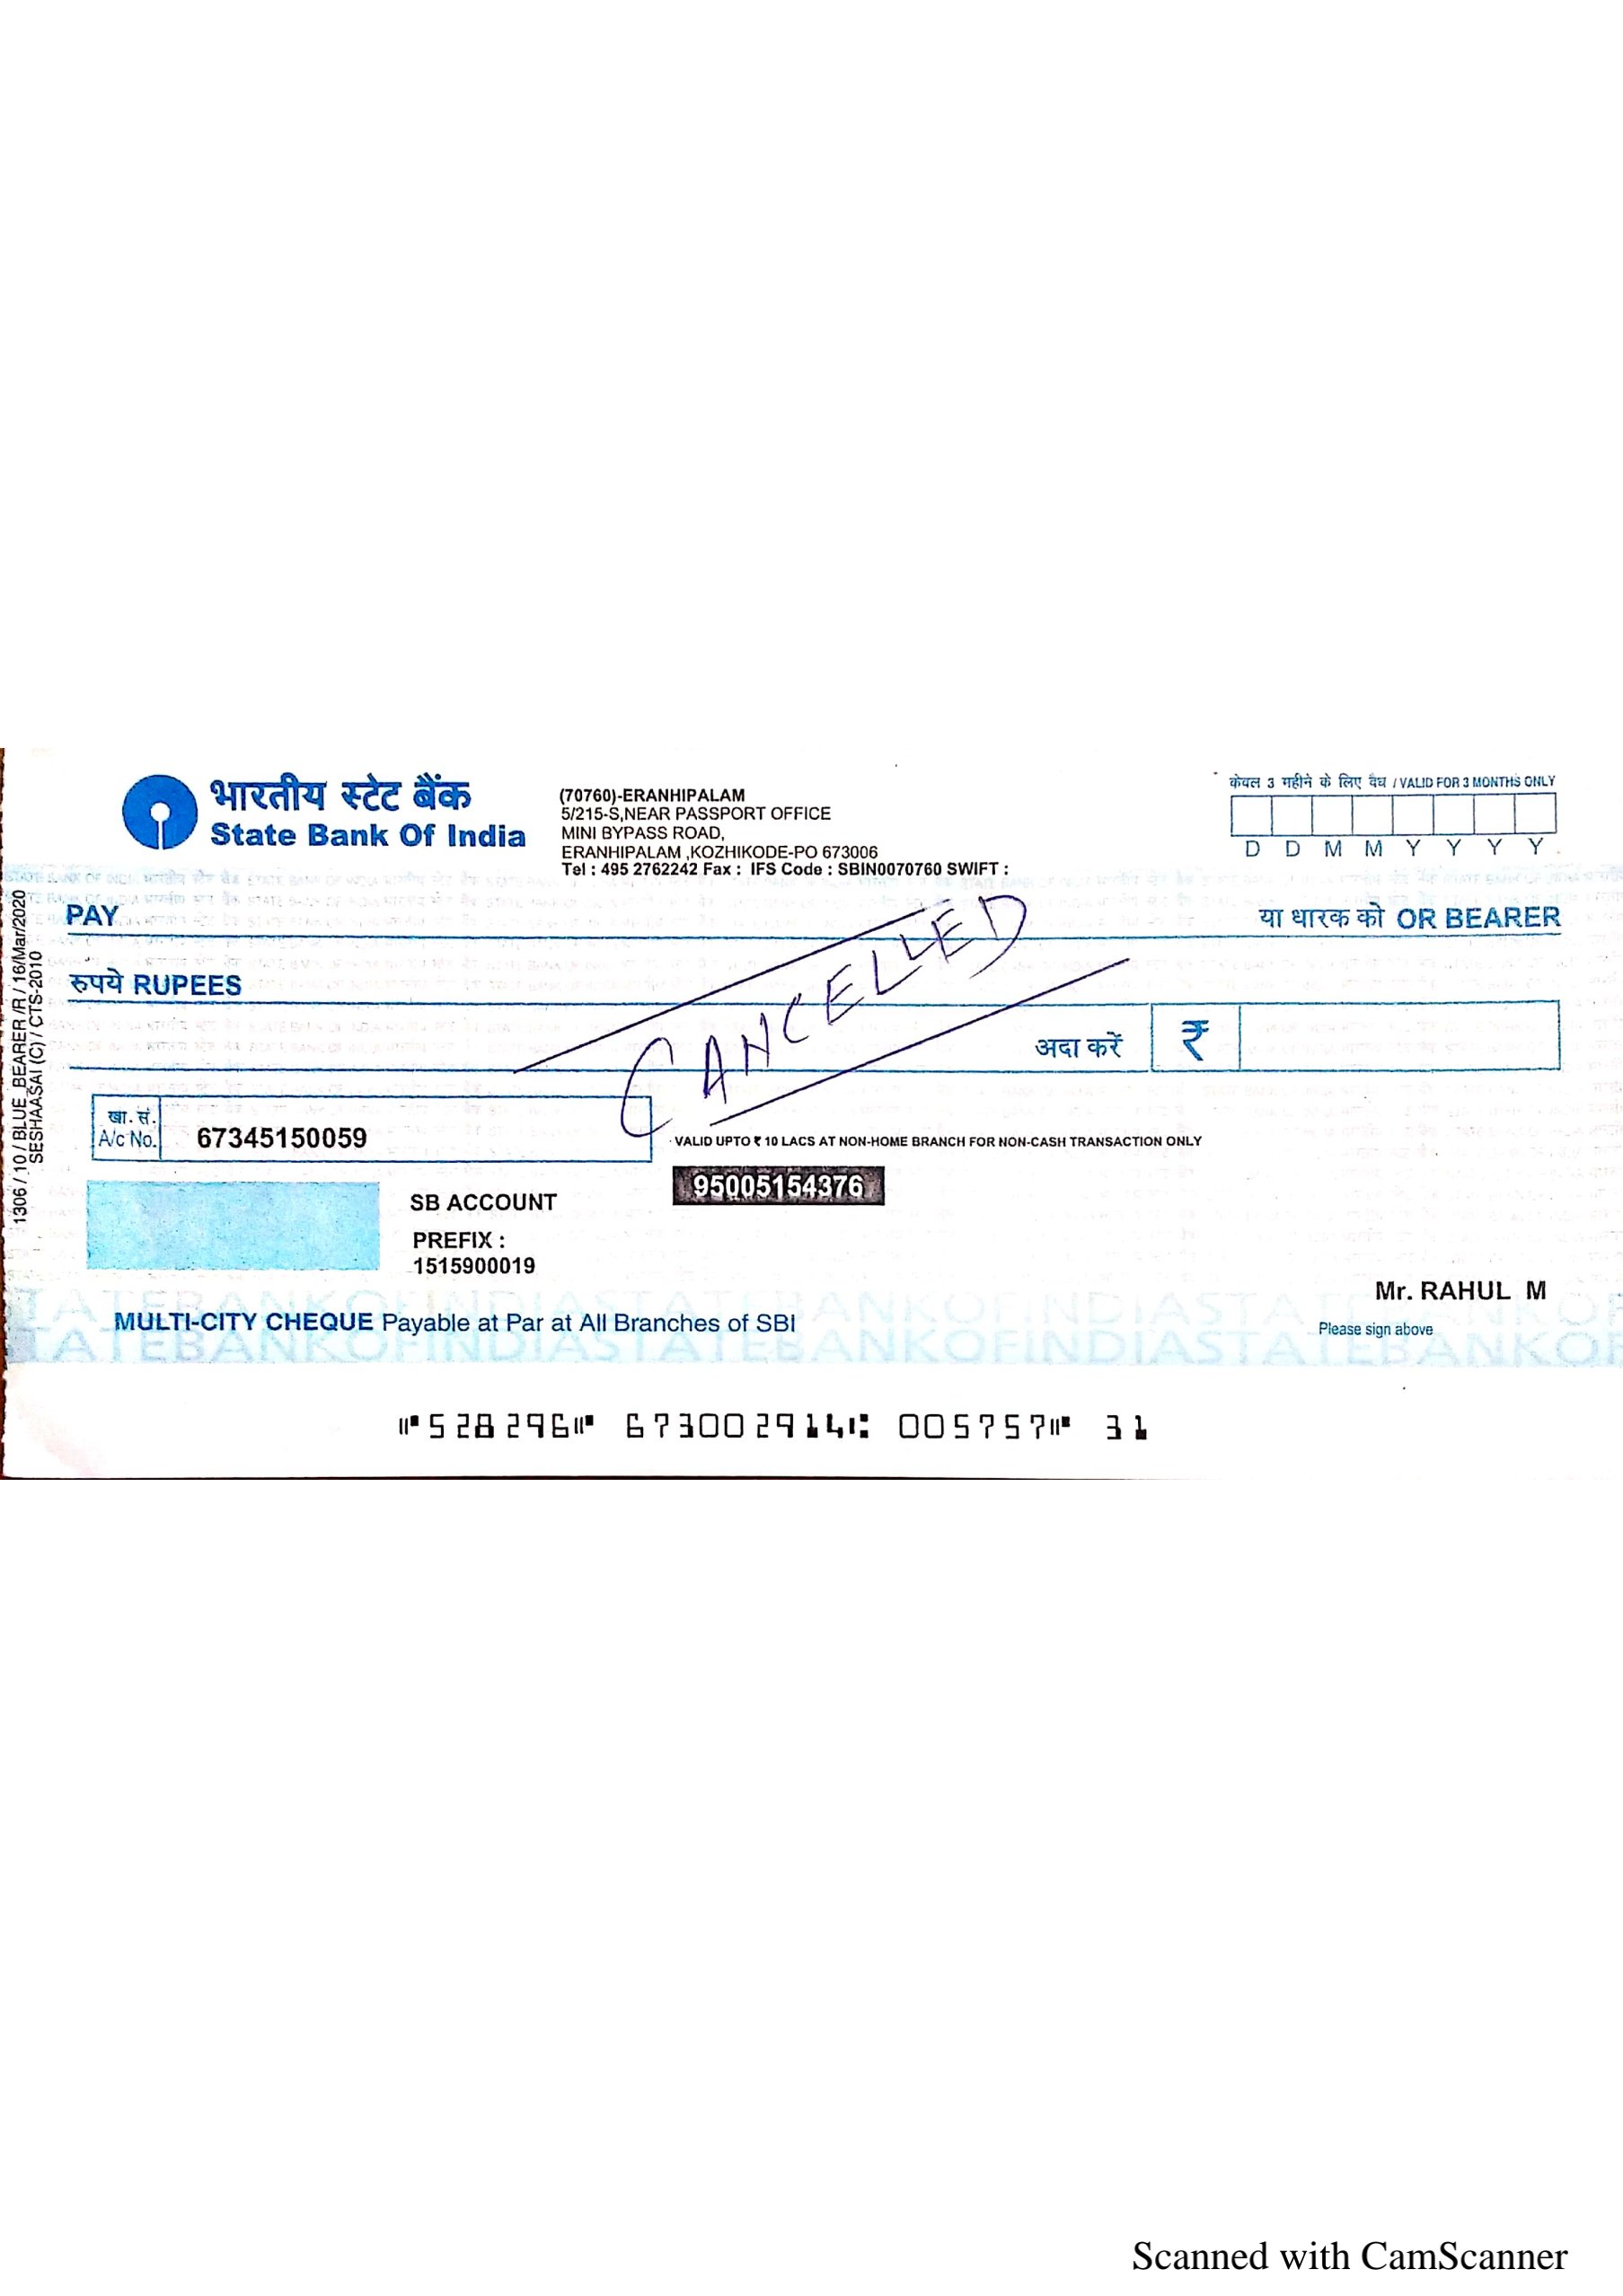 भारतीय स्टेट बैंक
State Bank Of India
(70760)-ERANHIPALAM
5/215-S,NEAR PASSPORT OFFICE
MINI BYPASS ROAD,
ERANHIPALAM ,KOZHIKODE-PO 673006
Tel : 495 2762242 Fax : IFS Code : SBIN0070760 SWIFT :
केवल 3 महीने के लिए वैध / VALID FOR 3 MONTHS ONLY
D D M M Y Y Y Y
PAY
या धारक को OR BEARER
रुपये RUPEES
CANCELLED
अदा करें ₹
खा. सं.
A/c No. 67345150059
VALID UPTO ₹ 10 LACS AT NON-HOME BRANCH FOR NON-CASH TRANSACTION ONLY
95005154376
SB ACCOUNT
PREFIX :
1515900019
Mr. RAHUL M
MULTI-CITY CHEQUE Payable at Par at All Branches of SBI
Please sign above
⑈528296⑈ 673002914⑆ 005757⑈ 31
1306 / 10 / BLUE_BEARER /R / 16/Mar/2020
SESHAASAI (C) / CTS-2010
STATEBANKOFINDIASTATEBANKOFINDIASTATEBANKOF
STATEBANKOFINDIASTATEBANKOFINDIASTATEBANKOF
Scanned with CamScanner